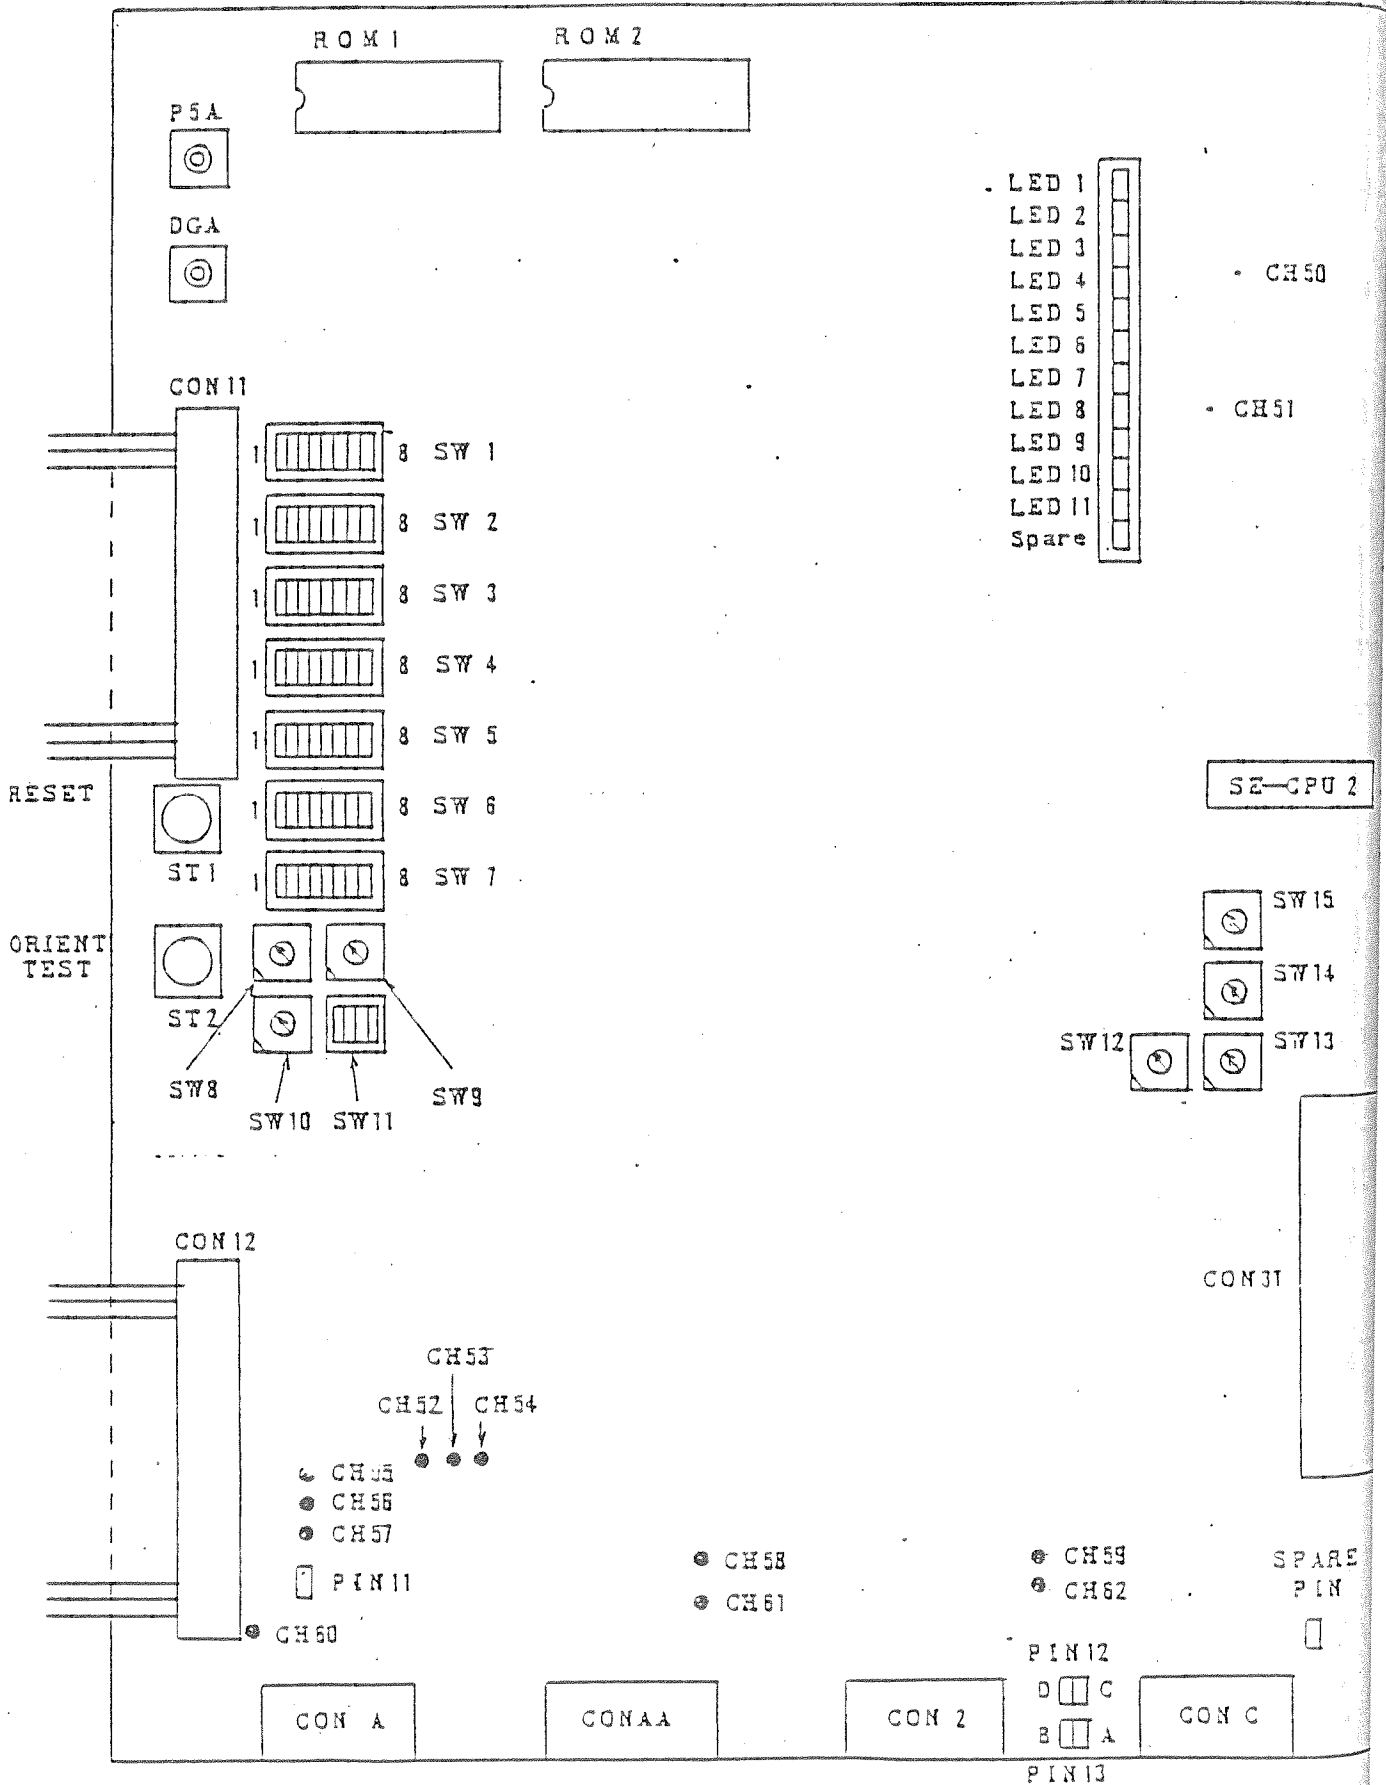 ROM1 ROM2
P5A
DGA
LED 1
LED 2
LED 3
LED 4
LED 5
LED 6
LED 7
LED 8
LED 9
LED 10
LED 11
Spare
CH50
CH51
CON11
1 8 SW 1
1 8 SW 2
1 8 SW 3
1 8 SW 4
1 8 SW 5
1 8 SW 6
1 8 SW 7
RESET
ST1
ORIENT
TEST
ST2
SW8
SW10 SW11
SW9
SE-CPU 2
SW15
SW14
SW12 SW13
CON12
CON31
CH53
CH52 CH54
CH55
CH56
CH57
PIN11
CH60
CH58
CH61
CH59
CH62
SPARE
PIN
PIN12
D C
B A
PIN13
CON A CONAA CON 2 CON C